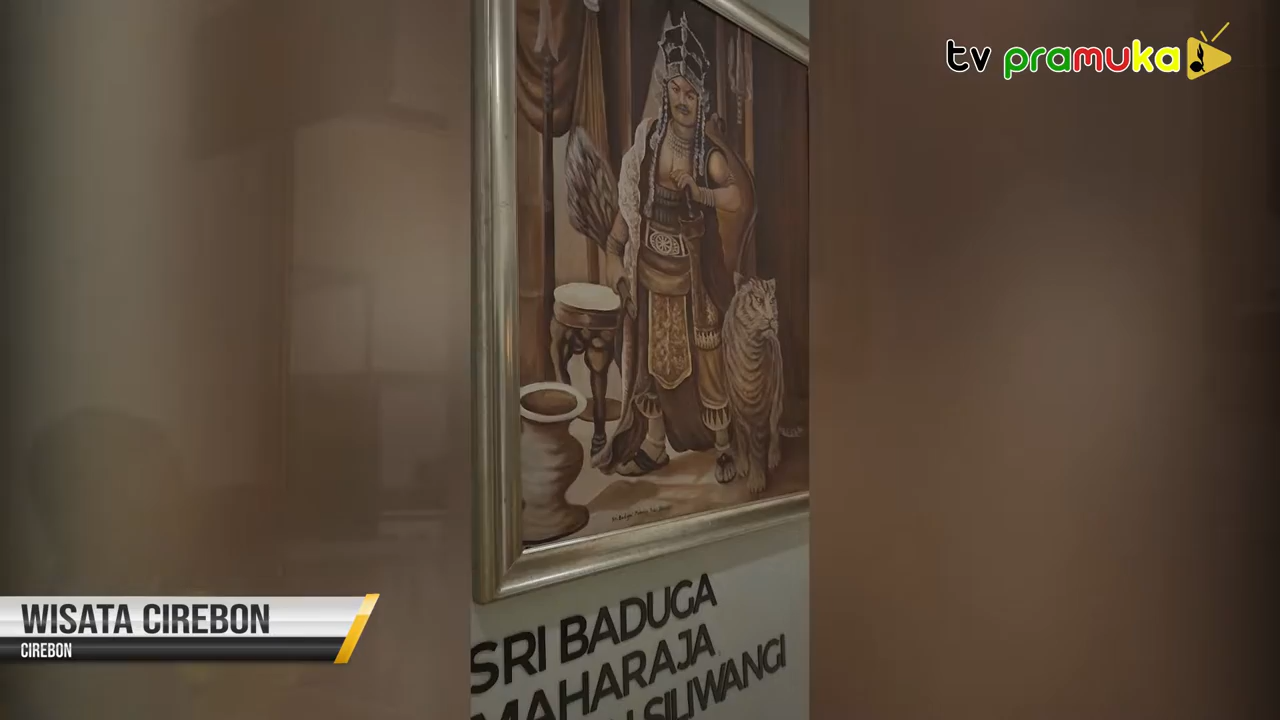 tv pramuka
SRI BADUGA
MAHARAJA
SILIWANGI
WISATA CIREBON
CIREBON